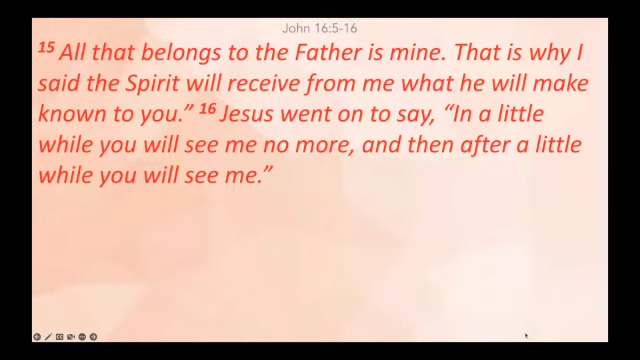 John 16:5-16
15 All that belongs to the Father is mine. That is why I
said the Spirit will receive from me what he will make
known to you.” 16 Jesus went on to say, “In a little
while you will see me no more, and then after a little
while you will see me.”